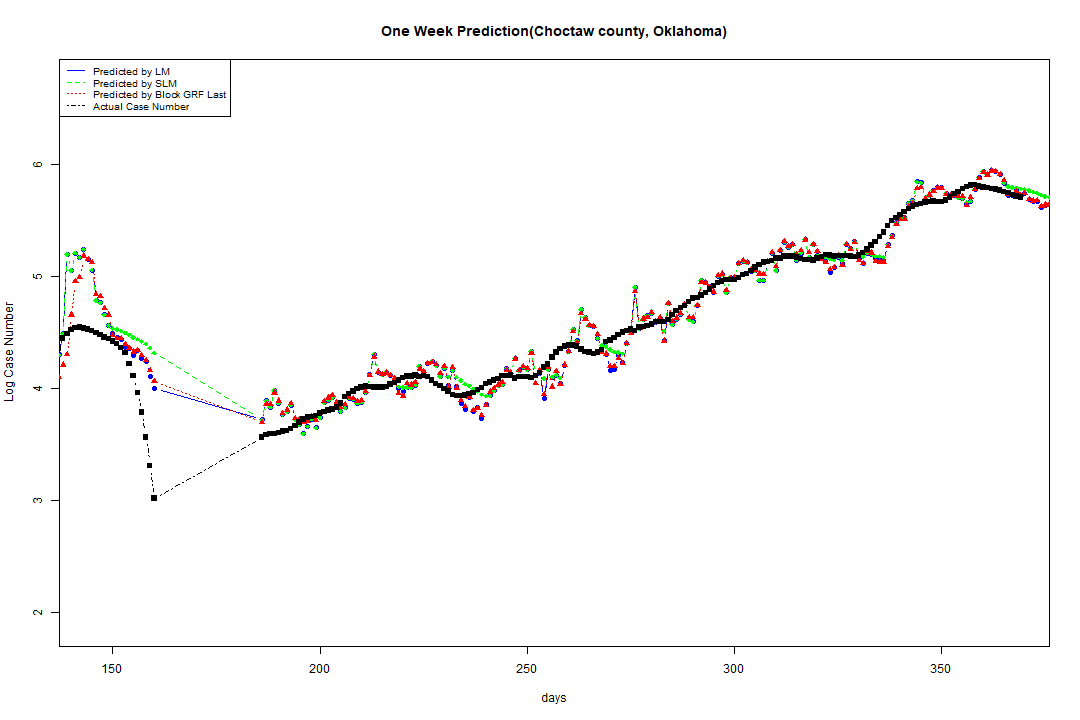 One Week Prediction(Choctaw county, Oklahoma)
Predicted by LM
Predicted by SLM
Predicted by Block GRF Last
Actual Case Number
Log Case Number
6
5
4
3
2
150 200 250 300 350
days